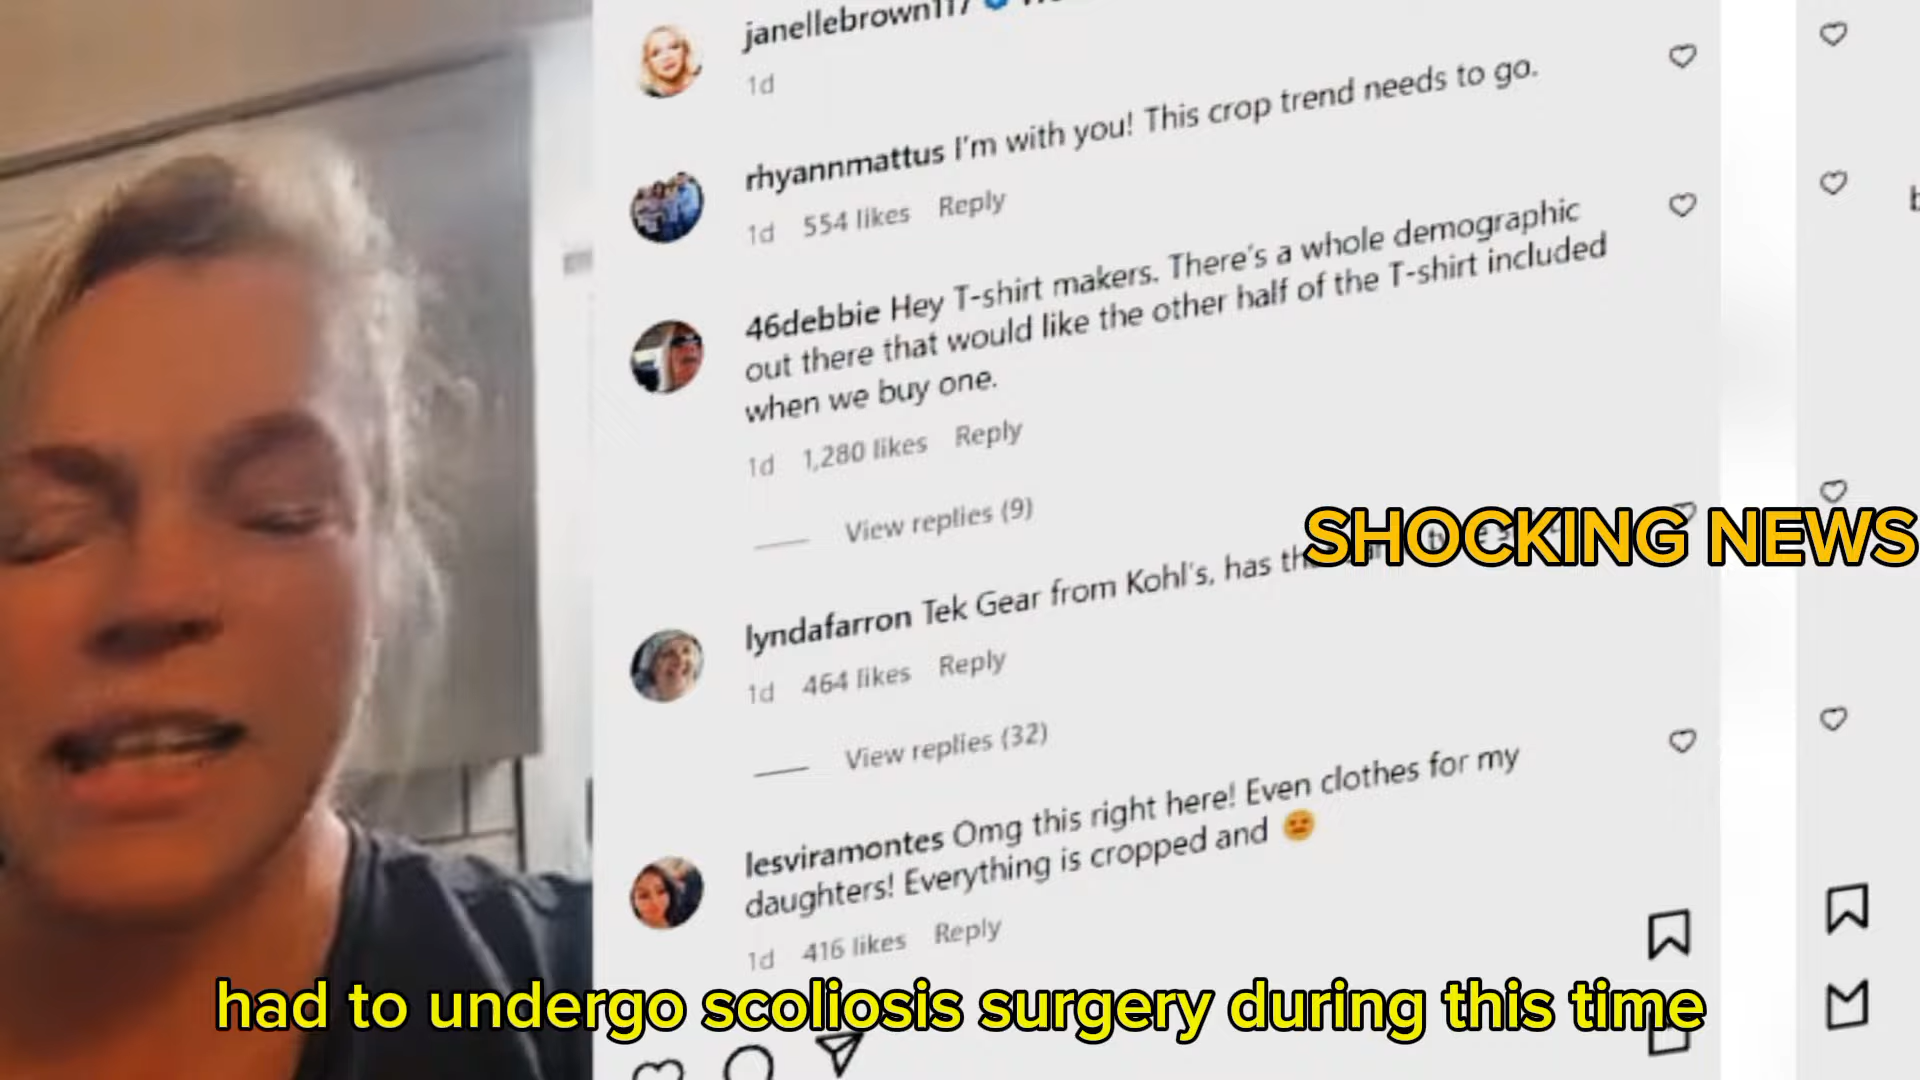 janellebrown117
1d
rhyannmattus I'm with you! This crop trend needs to go.
1d 554 likes Reply
46debbie Hey T-shirt makers. There's a whole demographic
out there that would like the other half of the T-shirt included
when we buy one.
1d 1,280 likes Reply
View replies (9)
SHOCKING NEWS
lyndafarron Tek Gear from Kohl's, has
1d 464 likes Reply
View replies (32)
lesviramontes Omg this right here! Even clothes for my
daughters! Everything is cropped and 😐
1d 416 likes Reply
had to undergo scoliosis surgery during this time